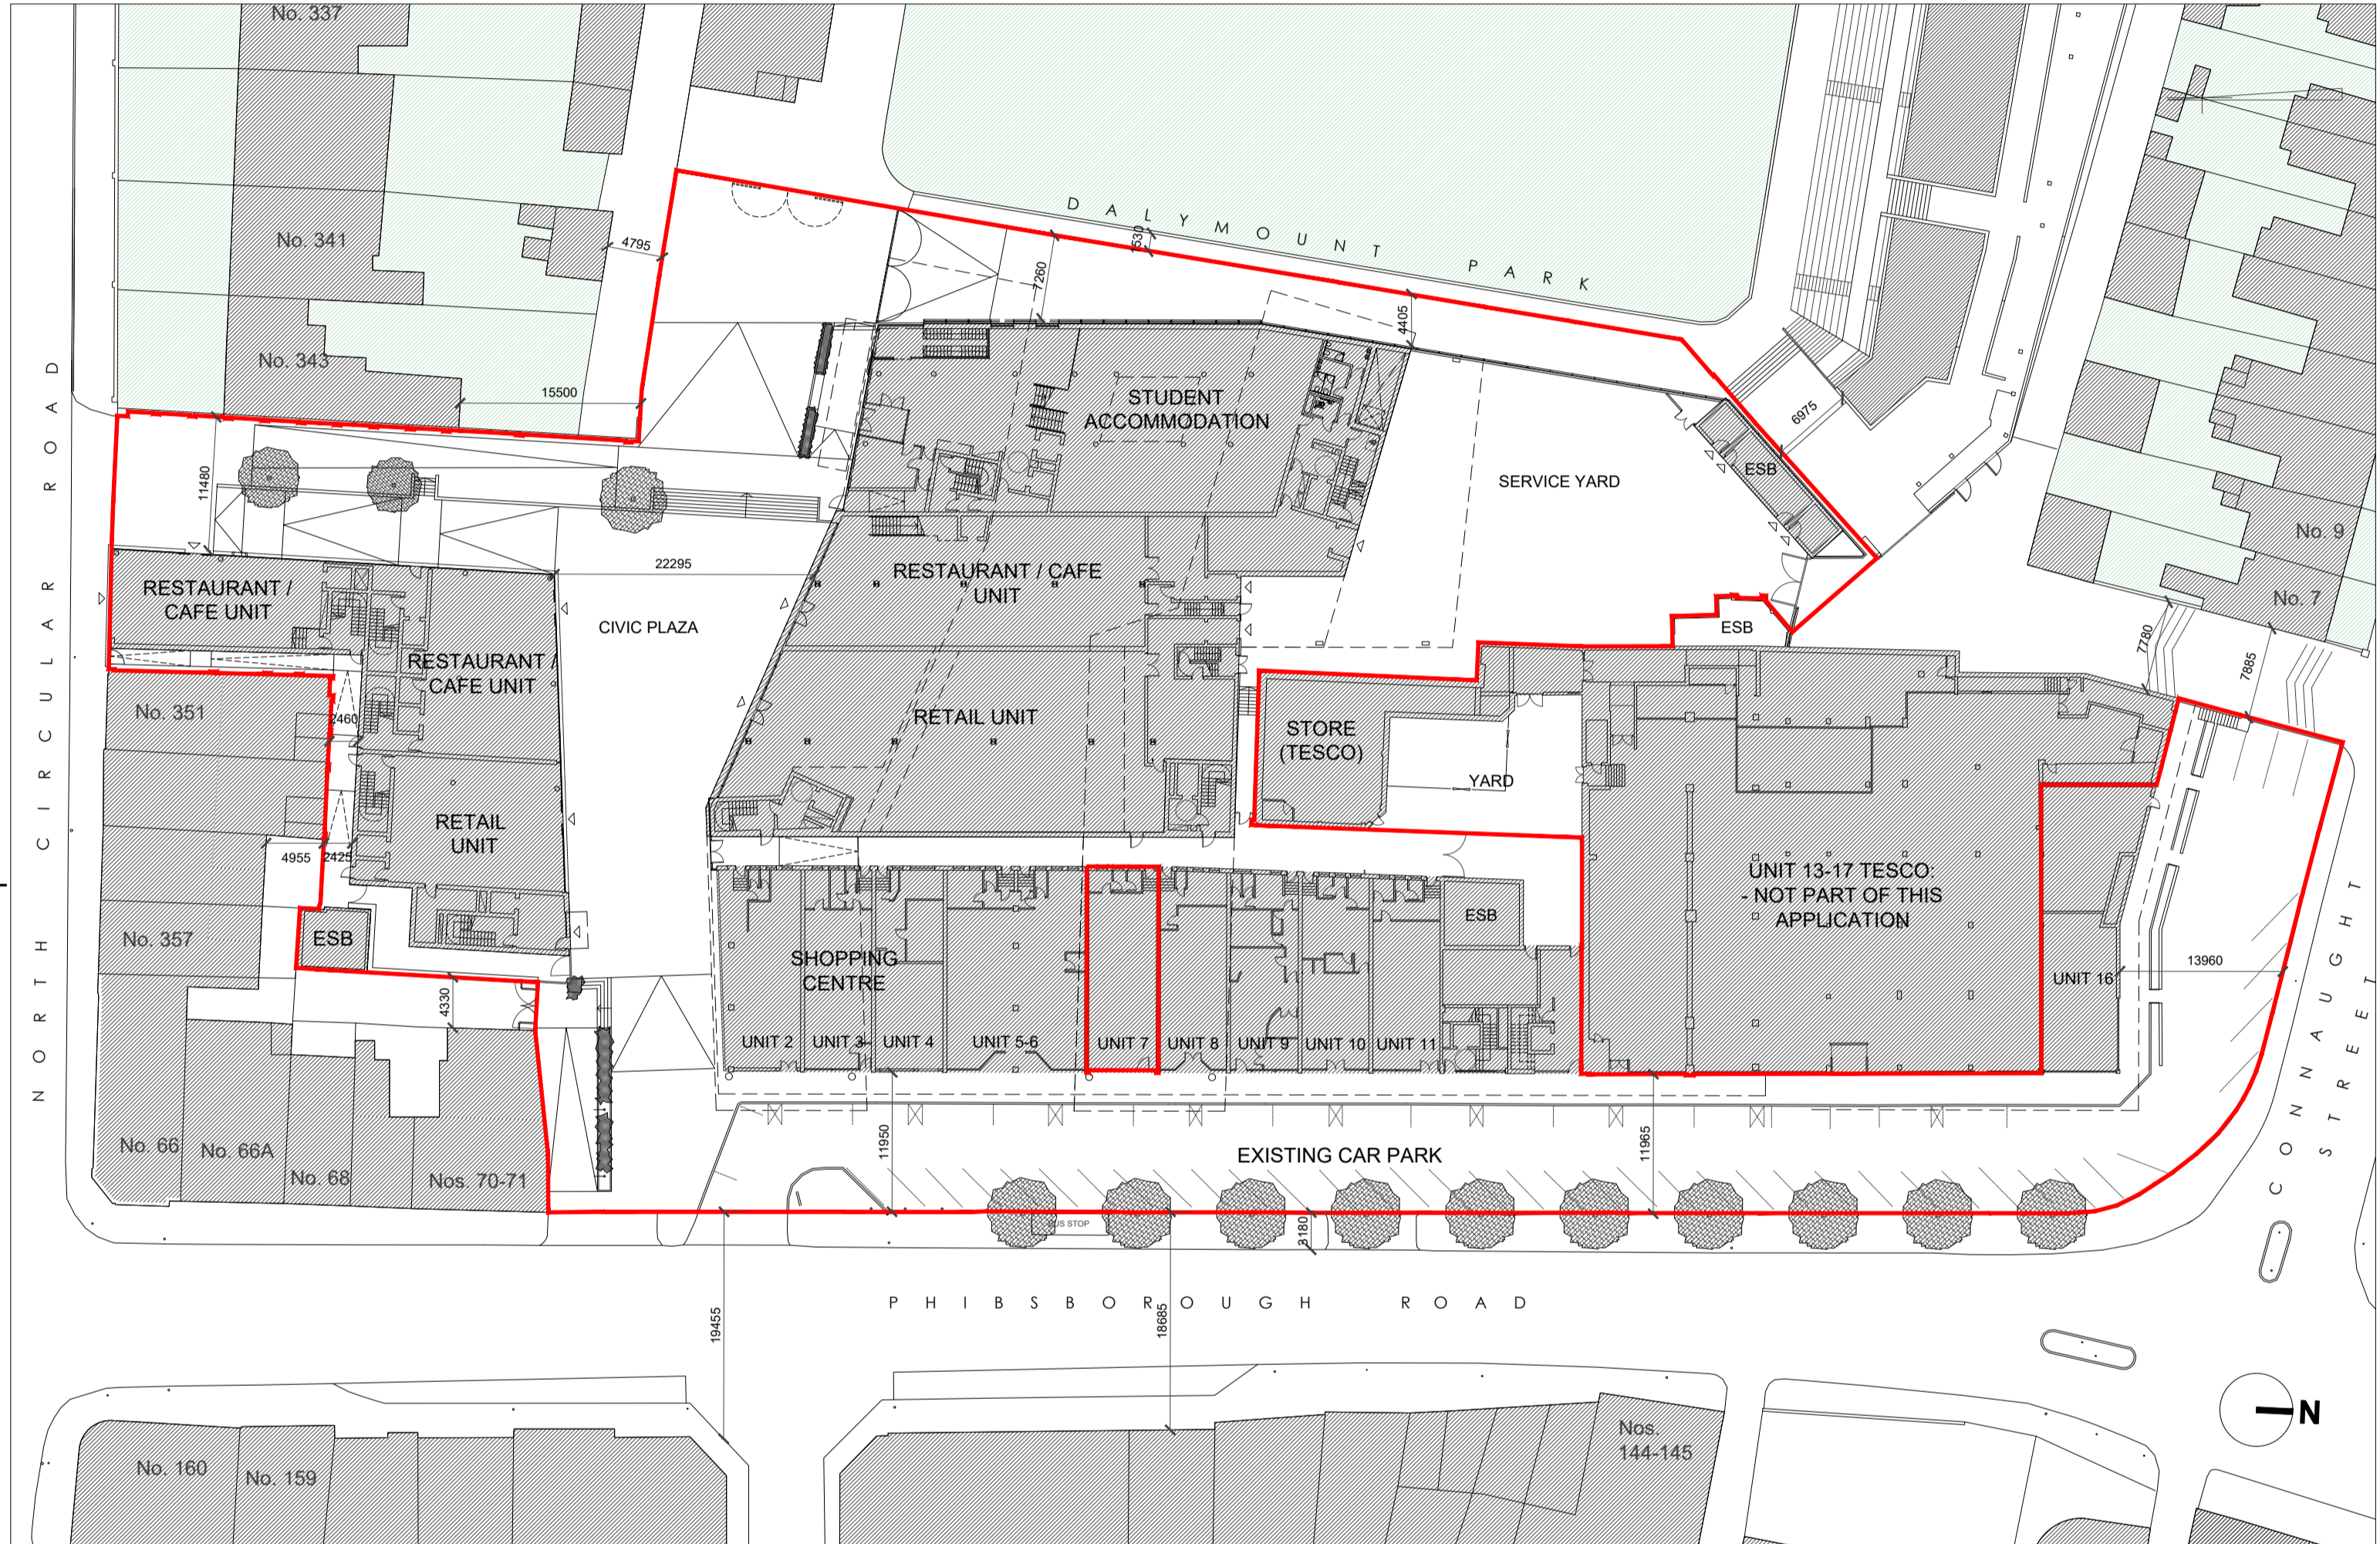 No. 337
DALYMOUNT PARK
No. 341
4795
1530
7260
4405
No. 343
15500
STUDENT
ACCOMMODATION
6975
NORTH CIRCULAR ROAD
11480
SERVICE YARD
ESB
No. 9
RESTAURANT /
CAFE UNIT
22295
RESTAURANT / CAFE
UNIT
No. 7
CIVIC PLAZA
ESB
7780
7885
RESTAURANT /
CAFE UNIT
No. 351
2460
RETAIL UNIT
STORE
(TESCO)
YARD
RETAIL
UNIT
4955
2425
UNIT 13-17 TESCO:
- NOT PART OF THIS
APPLICATION
No. 357
ESB
ESB
SHOPPING
CENTRE
UNIT 16
13960
4330
CONNAUGHT
STREET
UNIT 2
UNIT 3
UNIT 4
UNIT 5-6
UNIT 7
UNIT 8
UNIT 9
UNIT 10
UNIT 11
No. 66
No. 66A
No. 68
Nos. 70-71
11950
EXISTING CAR PARK
11965
BUS STOP
3180
PHIBSBOROUGH ROAD
19455
18685
N
No. 160
No. 159
Nos.
144-145